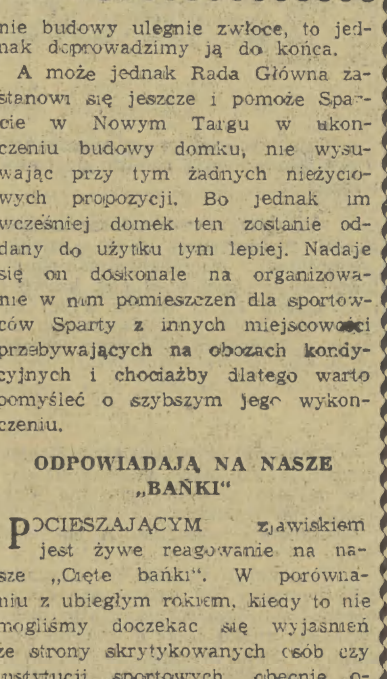 nie budowy ulegnie zwłoce, to jed-
nak doprowadzimy ją do końca.
A może jednak Rada Główna za-
stanowi się jeszcze i pomoże Spar-
cie w Nowym Targu w ukoń-
czeniu budowy domku, nie wysu-
wając przy tym żadnych nieżycio-
wych propozycji. Bo jednak im
wcześniej domek ten zostanie od-
dany do użytku tym lepiej. Nadaje
się on doskonale na organizowa-
nie w nim pomieszczeń dla sportow-
ców Sparty z innych miejscowości
przebywających na obozach kondy-
cyjnych i chociażby dlatego warto
pomyśleć o szybszym jego wykoń-
czeniu.
ODPOWIADAJĄ NA NASZE
„BAŃKI“
POCIESZAJĄCYM zjawiskiem
jest żywe reagowanie na na-
sze „Cięte bańki“. W porówna-
niu z ubiegłym rokiem, kiedy to nie
mogliśmy doczekać się wyjaśnień
ze strony skrytykowanych osób czy
instytucji sportowych obecnie o-